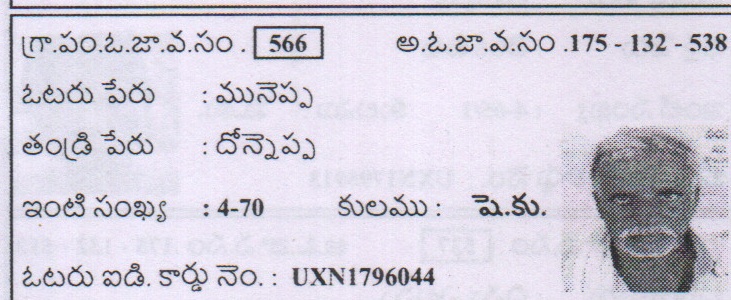 గ్రా.పం.ఓ.జా.వ.సం . 566 అ.ఓ.జా.వ.సం .175 - 132 - 538
ఓటరు పేరు : మునెప్ప
తండ్రి పేరు : దోన్నెప్ప
ఇంటి సంఖ్య : 4-70 కులము : షె.కు.
ఓటరు ఐడి. కార్డు నెం. : UXN1796044